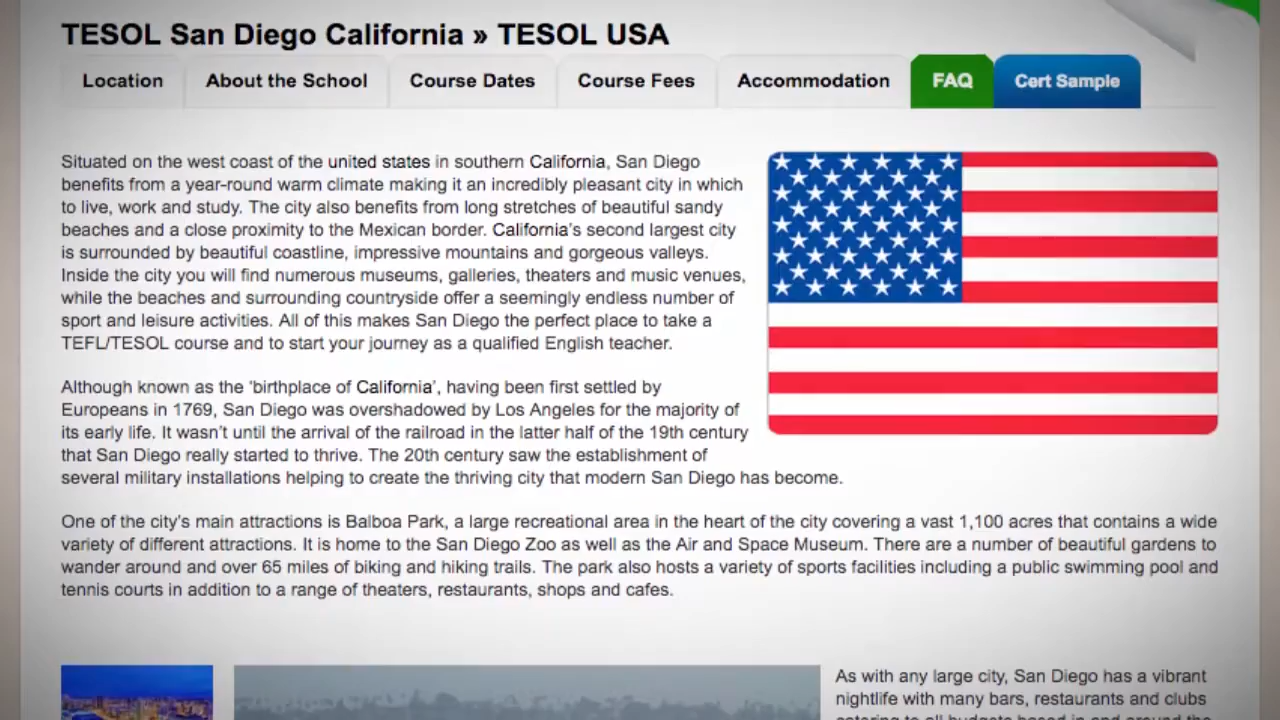 TESOL San Diego California » TESOL USA
Location About the School Course Dates Course Fees Accommodation FAQ Cert Sample
Situated on the west coast of the united states in southern California, San Diego
benefits from a year-round warm climate making it an incredibly pleasant city in which
to live, work and study. The city also benefits from long stretches of beautiful sandy
beaches and a close proximity to the Mexican border. California's second largest city
is surrounded by beautiful coastline, impressive mountains and gorgeous valleys.
Inside the city you will find numerous museums, galleries, theaters and music venues,
while the beaches and surrounding countryside offer a seemingly endless number of
sport and leisure activities. All of this makes San Diego the perfect place to take a
TEFL/TESOL course and to start your journey as a qualified English teacher.
Although known as the ‘birthplace of California’, having been first settled by
Europeans in 1769, San Diego was overshadowed by Los Angeles for the majority of
its early life. It wasn’t until the arrival of the railroad in the latter half of the 19th century
that San Diego really started to thrive. The 20th century saw the establishment of
several military installations helping to create the thriving city that modern San Diego has become.
One of the city’s main attractions is Balboa Park, a large recreational area in the heart of the city covering a vast 1,100 acres that contains a wide
variety of different attractions. It is home to the San Diego Zoo as well as the Air and Space Museum. There are a number of beautiful gardens to
wander around and over 65 miles of biking and hiking trails. The park also hosts a variety of sports facilities including a public swimming pool and
tennis courts in addition to a range of theaters, restaurants, shops and cafes.
As with any large city, San Diego has a vibrant
nightlife with many bars, restaurants and clubs